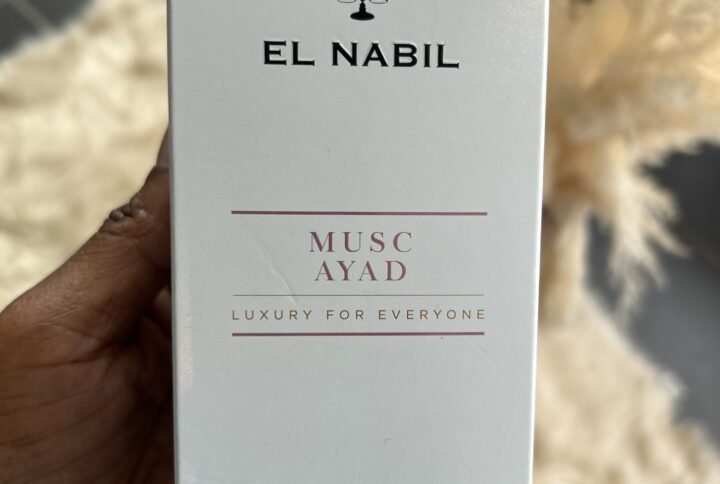 EL NABIL
MUSC
AYAD
LUXURY FOR EVERYONE